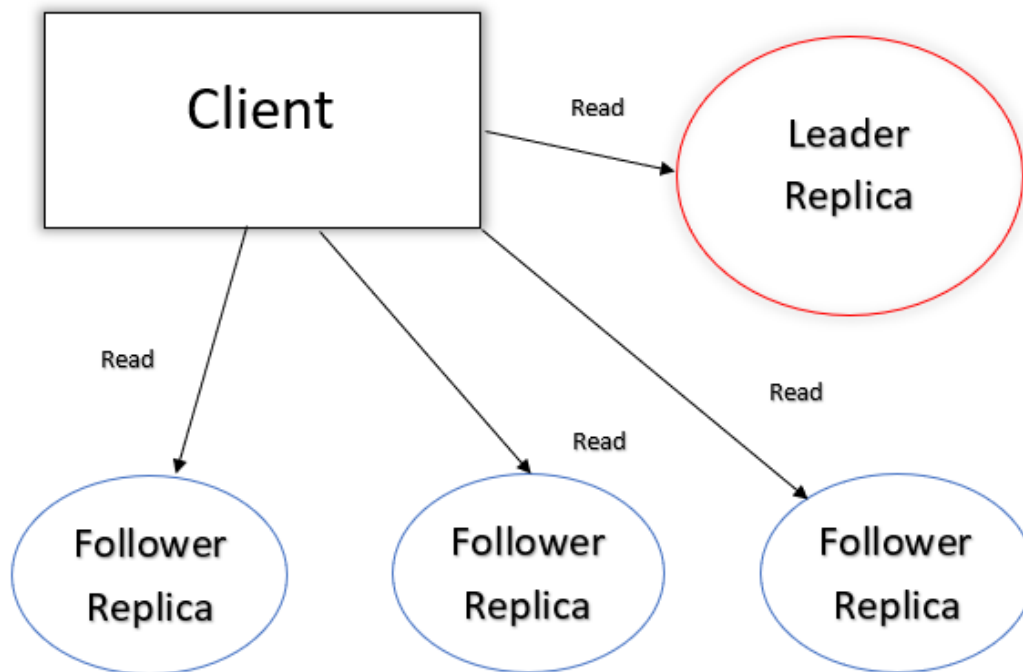 Client
Read
Leader
Replica
Read
Read
Read
Follower
Replica
Follower
Replica
Follower
Replica